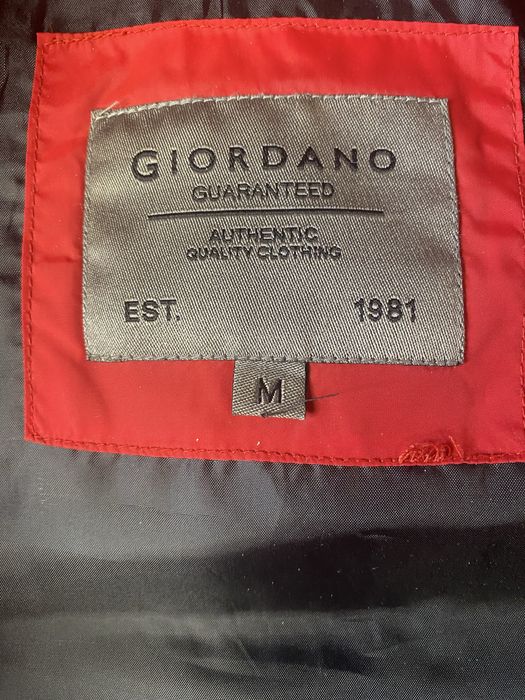 GIORDANO
GUARANTEED
AUTHENTIC
QUALITY CLOTHING
EST. 1981
M